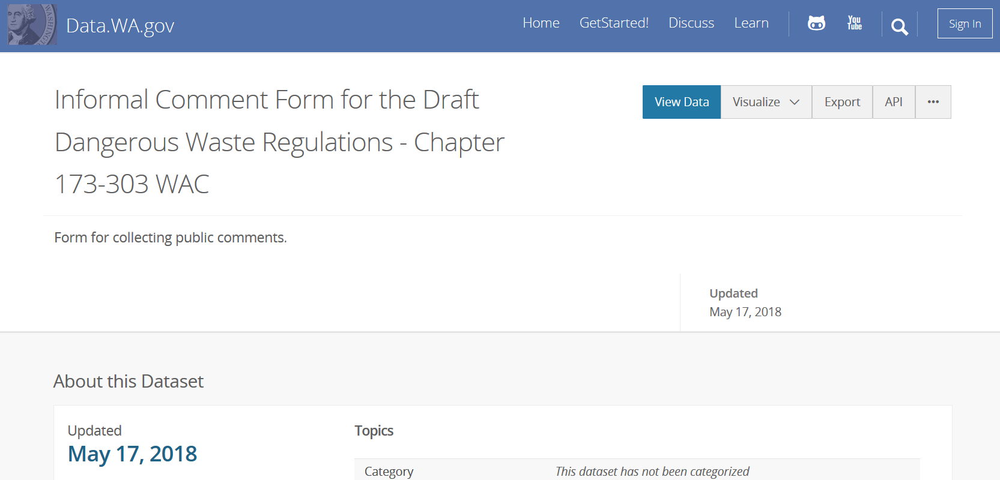 Data.WA.gov
Home GetStarted! Discuss Learn You Tube Sign In
Informal Comment Form for the Draft
Dangerous Waste Regulations - Chapter
173-303 WAC
View Data Visualize Export API •••
Form for collecting public comments.
Updated
May 17, 2018
About this Dataset
Updated
May 17, 2018
Topics
Category This dataset has not been categorized